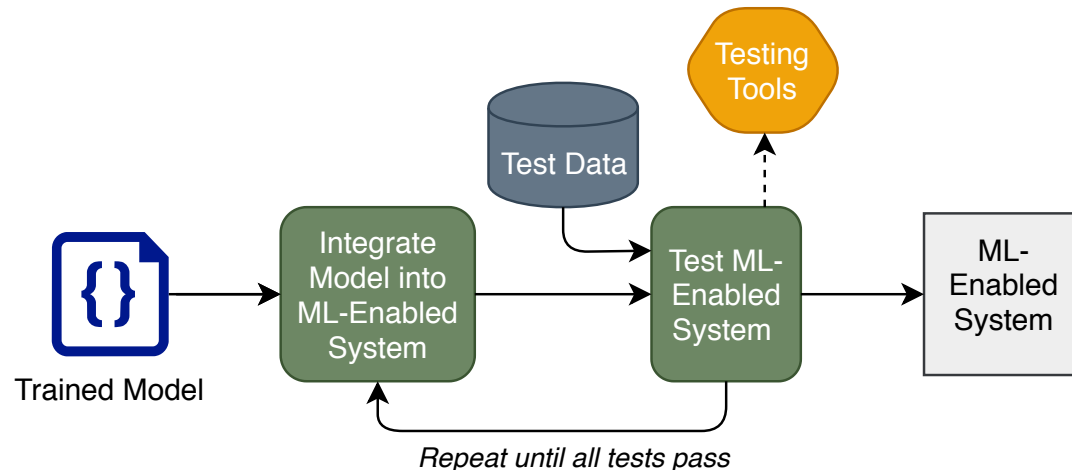 Testing
Tools
Test Data
{}
Integrate
Model into
ML-Enabled
System
Test ML-
Enabled
System
ML-
Enabled
System
Trained Model
Repeat until all tests pass